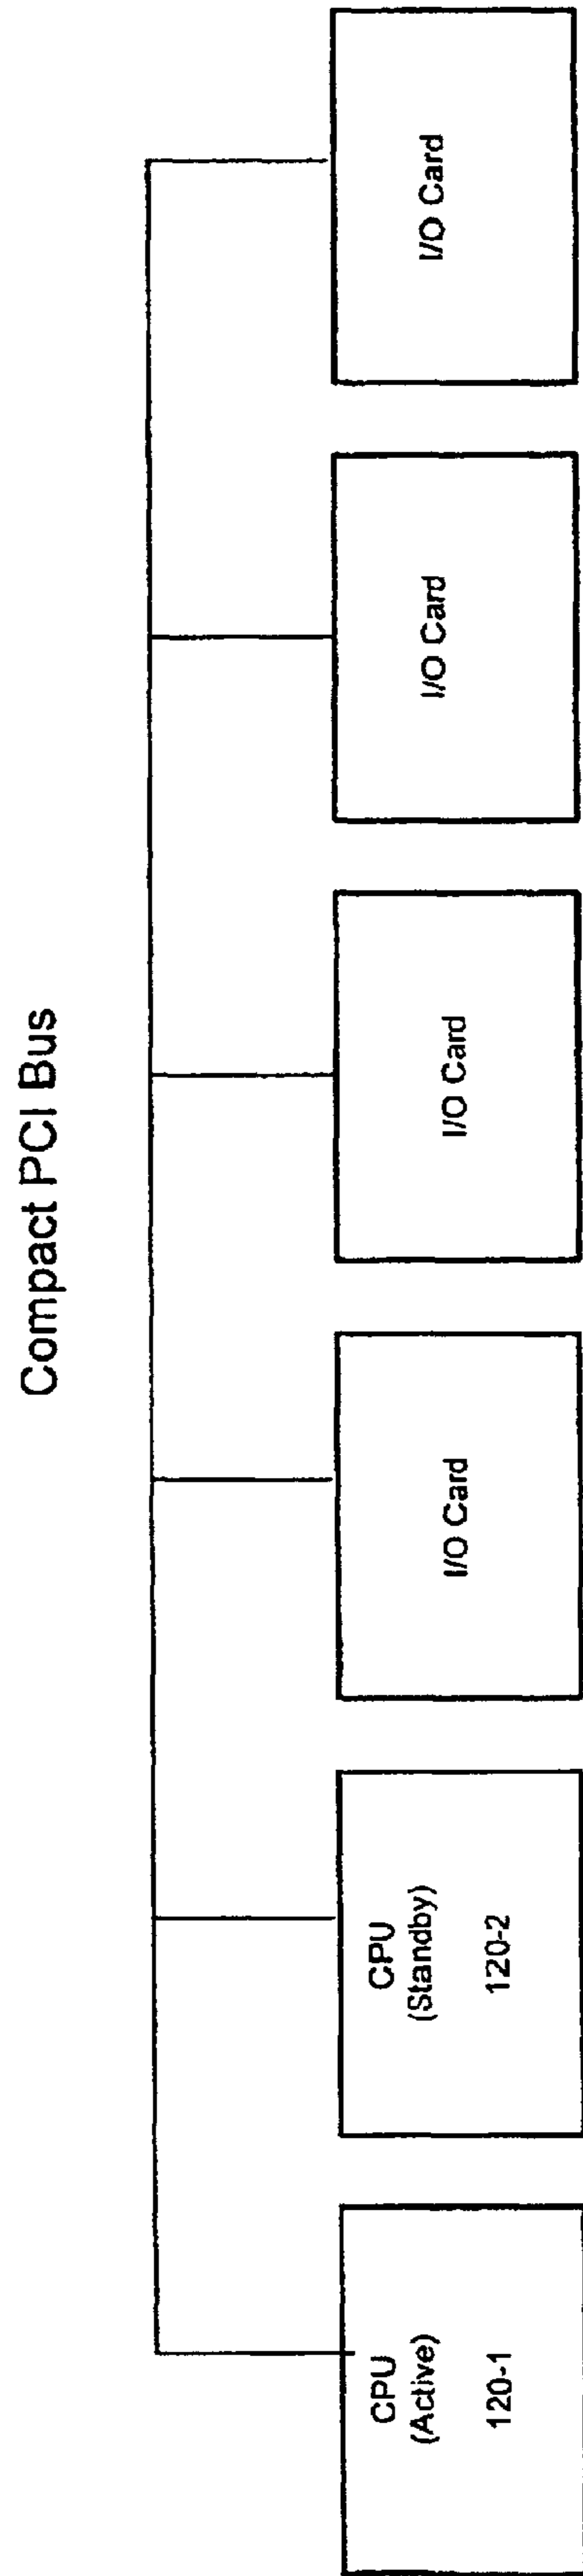 Compact PCI Bus
CPU
(Active)
120-1
CPU
(Standby)
120-2
I/O Card
I/O Card
I/O Card
I/O Card